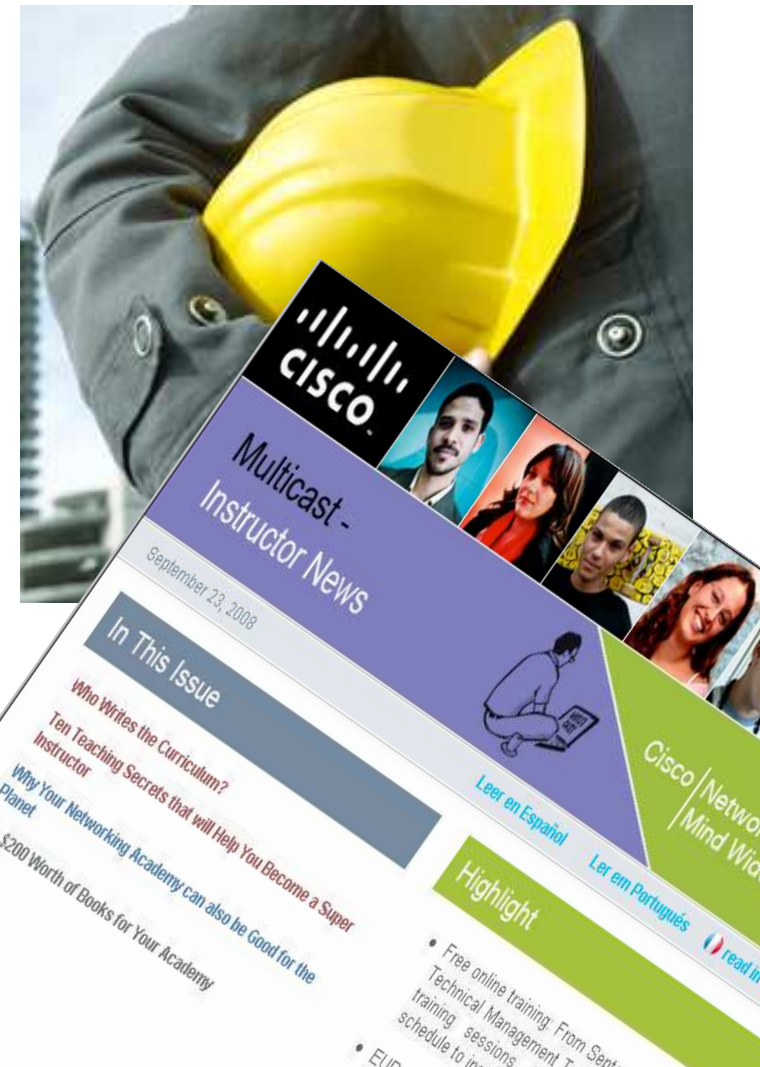 CISCO
Multicast -
Instructor News
September 23, 2008
In This Issue
Who Writes the Curriculum?
Ten Teaching Secrets that will Help You Become a Super
Instructor
Why Your Networking Academy can also be Good for the
Planet
$200 Worth of Books for Your Academy
Cisco
Mind
Leer en Español
Ler em Português
read in
Highlight
• Free online training: From
Technical Management
training sessions
schedule to